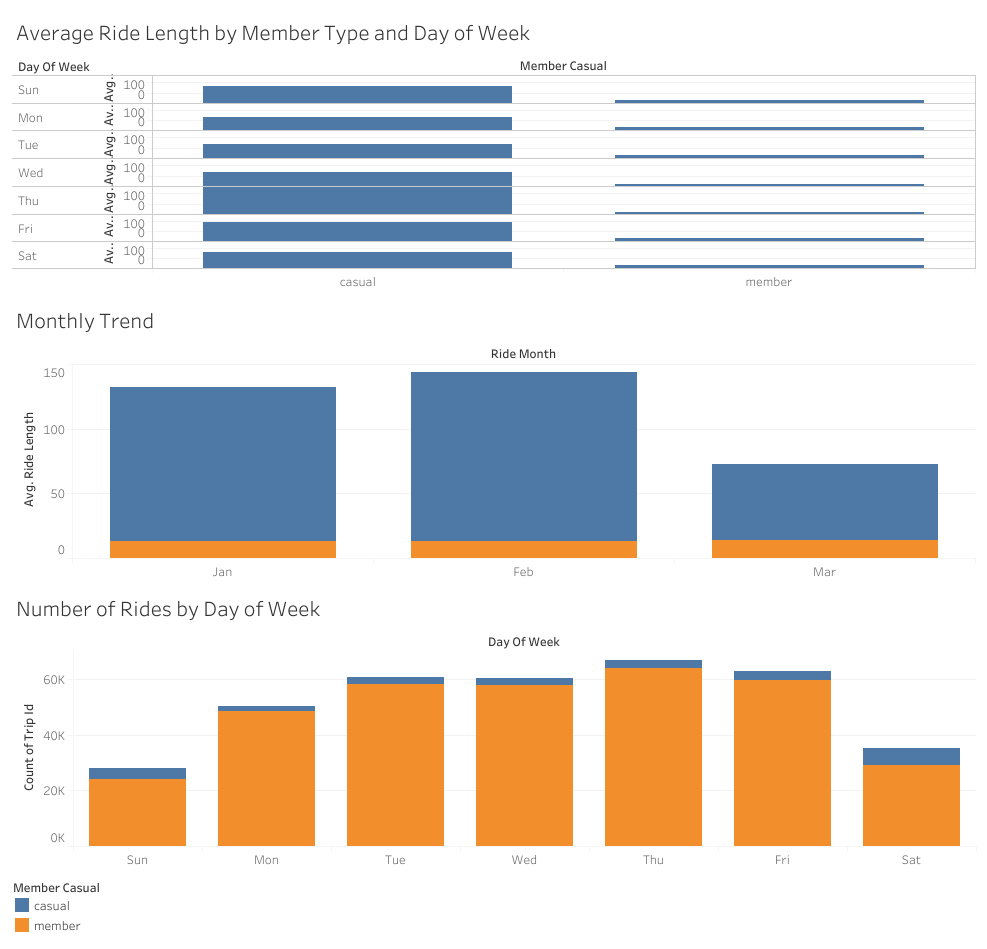 Average Ride Length by Member Type and Day of Week
Day Of Week Member Casual
Sun Avg.. 100 0
Mon Av.. 100 0
Tue Avg.. 100 0
Wed Avg.. 100 0
Thu Avg.. 100 0
Fri Av.. 100 0
Sat Av.. 100 0
casual member
Monthly Trend
Ride Month
Avg. Ride Length
150
100
50
0
Jan Feb Mar
Number of Rides by Day of Week
Day Of Week
Count of Trip Id
60K
40K
20K
0K
Sun Mon Tue Wed Thu Fri Sat
Member Casual
casual
member